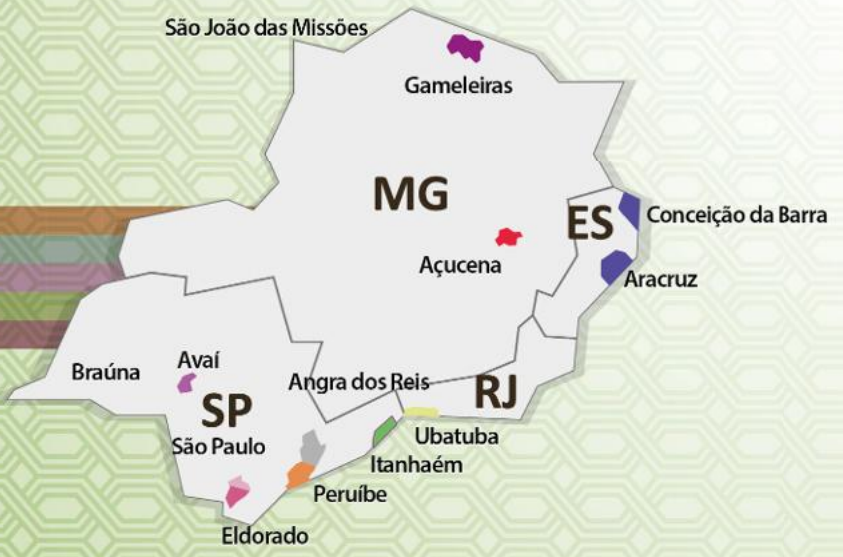 São João das Missões
Gameleiras
MG
ES
Conceição da Barra
Açucena
Aracruz
Avaí
Braúna
Angra dos Reis
RJ
SP
Ubatuba
São Paulo
Itanhaém
Peruíbe
Eldorado